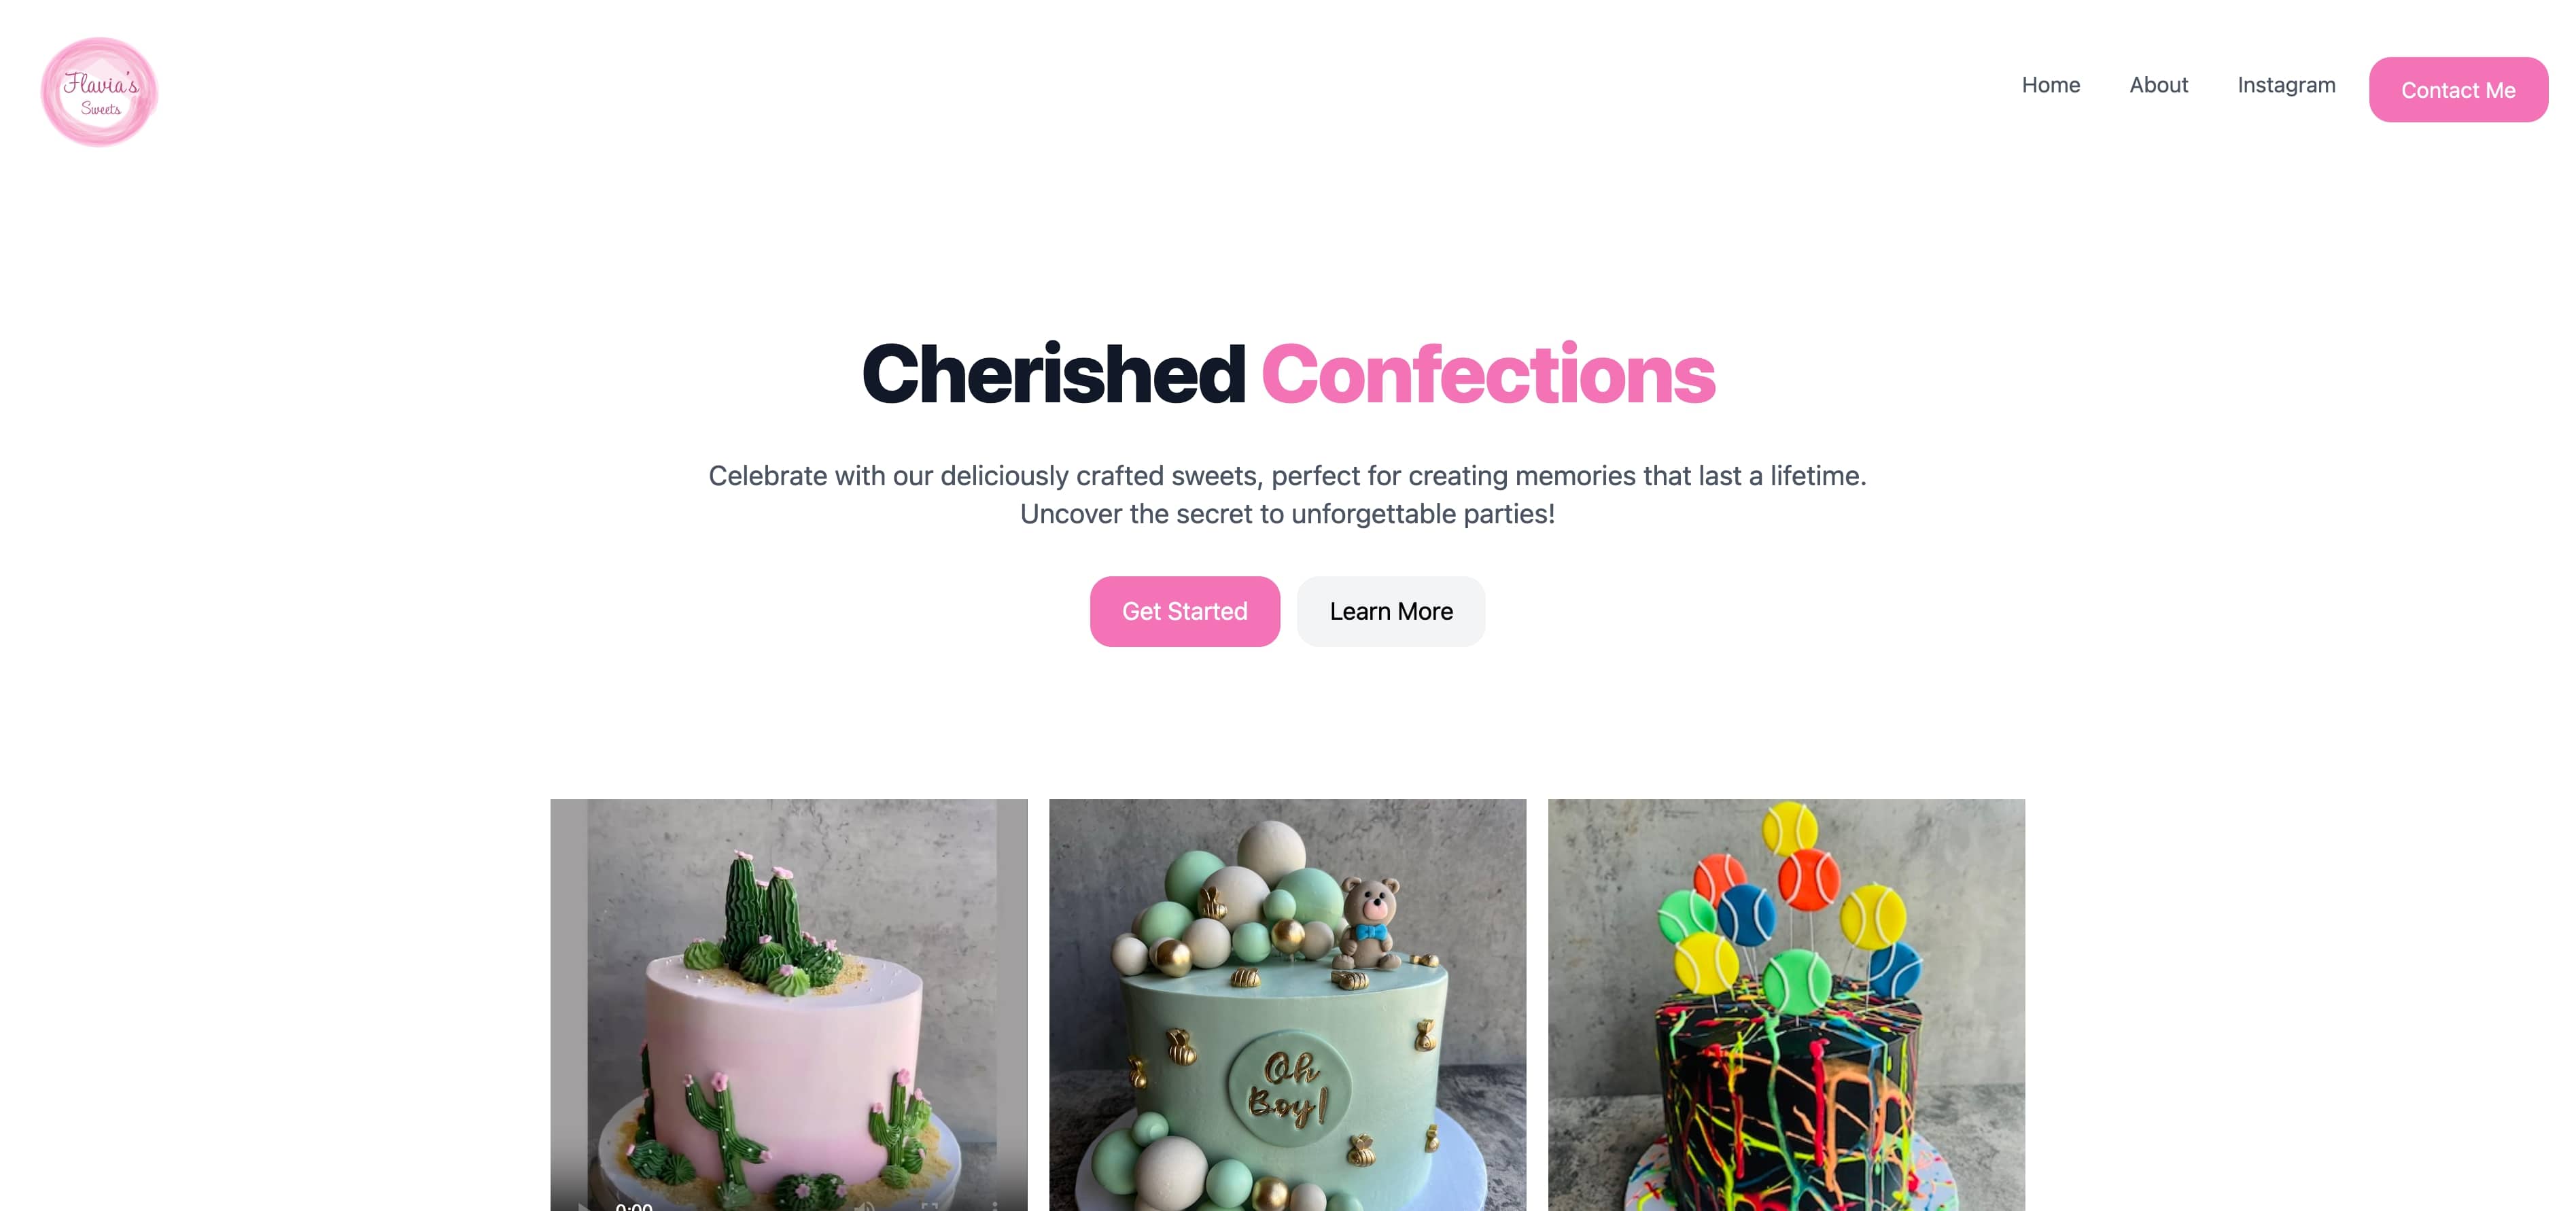 Flavia's
Sweets
Home
About
Instagram
Contact Me
Cherished Confections
Celebrate with our deliciously crafted sweets, perfect for creating memories that last a lifetime.
Uncover the secret to unforgettable parties!
Get Started
Learn More
0:00
Oh
Boy!